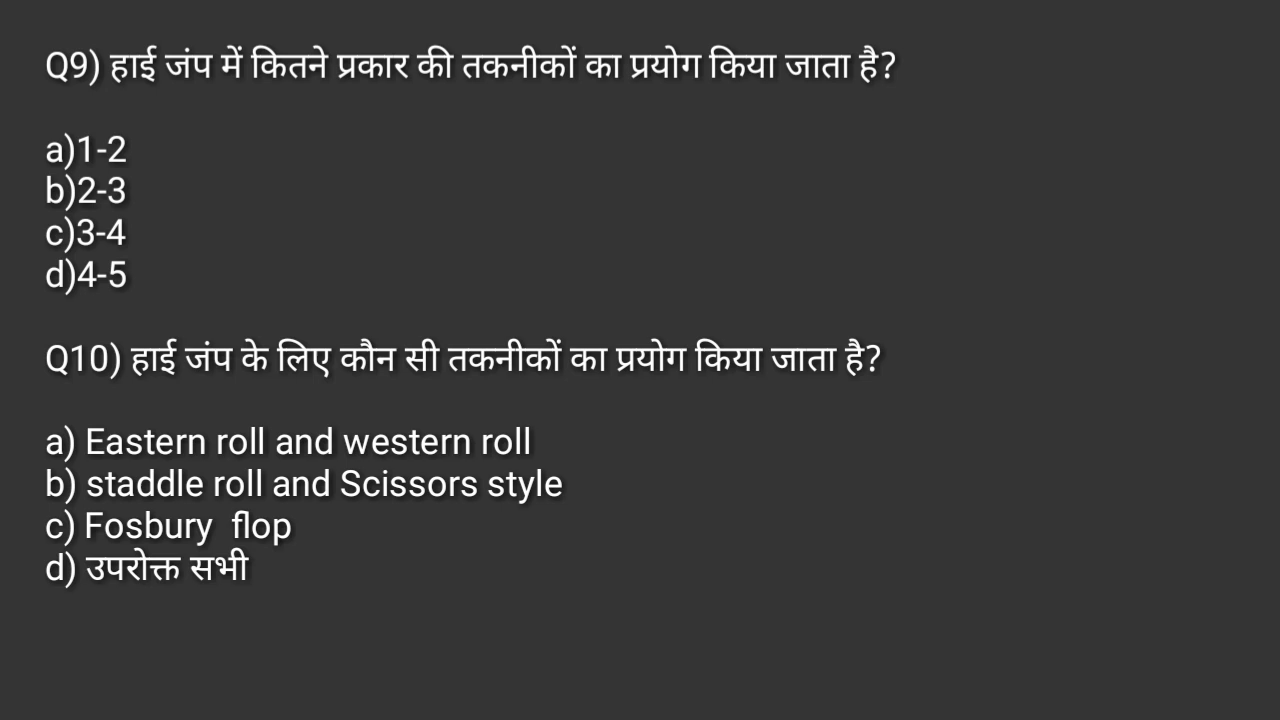 Q9) हाई जंप में कितने प्रकार की तकनीकों का प्रयोग किया जाता है?
a)1-2
b)2-3
c)3-4
d)4-5
Q10) हाई जंप के लिए कौन सी तकनीकों का प्रयोग किया जाता है?
a) Eastern roll and western roll
b) staddle roll and Scissors style
c) Fosbury  flop
d) उपरोक्त सभी